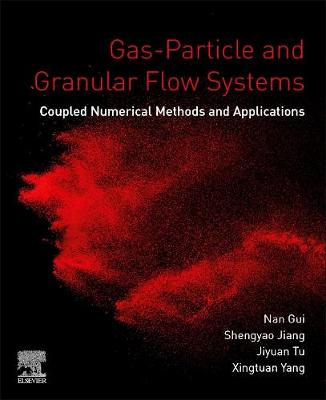 Gas-Particle and
Granular Flow Systems
Coupled Numerical Methods and Applications
Nan Gui
Shengyao Jiang
Jiyuan Tu
Xingtuan Yang
ELSEVIER